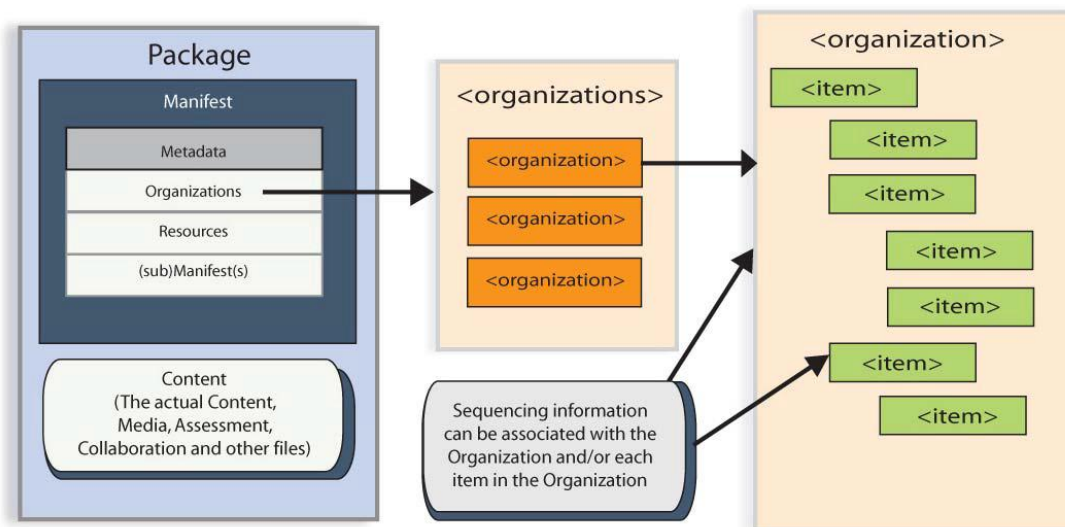 Package
Manifest
Metadata
Organizations
Resources
(sub)Manifest(s)
Content
(The actual Content,
Media, Assessment,
Collaboration and other files)
<organizations>
<organization>
<organization>
<organization>
Sequencing information
can be associated with the
Organization and/or each
item in the Organization
<organization>
<item>
<item>
<item>
<item>
<item>
<item>
<item>